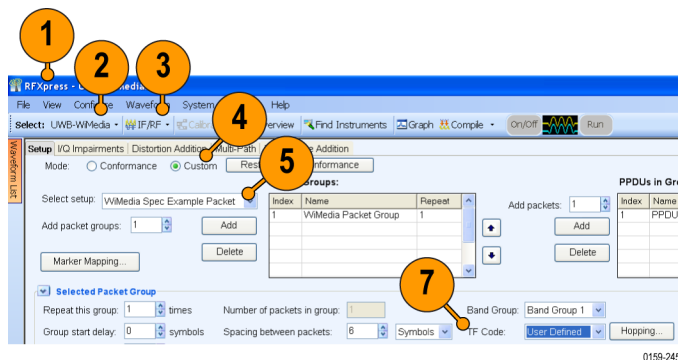 1
2
3
RFXpress -
File View Waveform System Help
Select: UWB-WiMedia IF/RF Overview Find Instruments Graph Compile On/Off Run
4
Waveform List
Setup I/Q Impairments Distortion Addition Multi-Path Addition
Mode: Conformance Custom
5
Groups: PPDUs in Gr
Select setup: WiMedia Spec Example Packet
Index Name Repeat
Add packets: 1
Index Name
1 WiMedia Packet Group 1
1 PPDU
Add packet groups: 1 Add
Add
Delete
Delete
Marker Mapping...
7
Selected Packet Group
Repeat this group: 1 times Number of packets in group: 1 Band Group: Band Group 1
Group start delay: 0 symbols Spacing between packets: 6 Symbols TF Code: User Defined Hopping...
0159-245